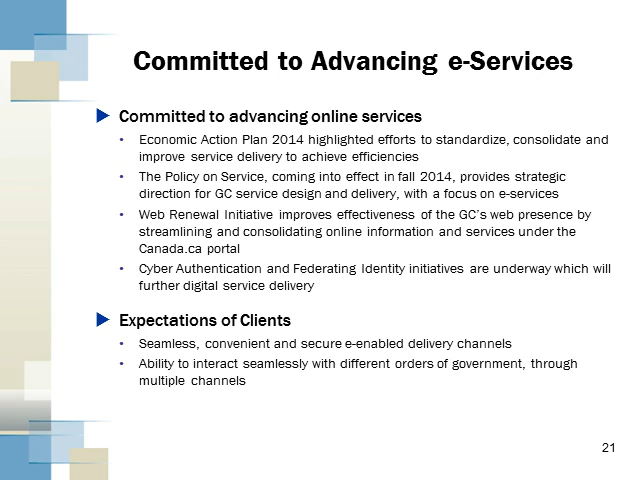 Committed to Advancing e-Services
Committed to advancing online services
• Economic Action Plan 2014 highlighted efforts to standardize, consolidate and
improve service delivery to achieve efficiencies
• The Policy on Service, coming into effect in fall 2014, provides strategic
direction for GC service design and delivery, with a focus on e-services
• Web Renewal Initiative improves effectiveness of the GC's web presence by
streamlining and consolidating online information and services under the
Canada.ca portal
• Cyber Authentication and Federating Identity initiatives are underway which will
further digital service delivery
Expectations of Clients
• Seamless, convenient and secure e-enabled delivery channels
• Ability to interact seamlessly with different orders of government, through
multiple channels
21